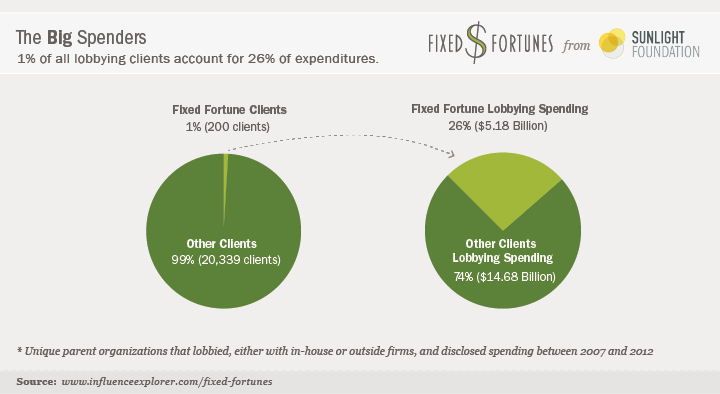 The Big Spenders
1% of all lobbying clients account for 26% of expenditures.
FIXED $ FORTUNES from SUNLIGHT
FOUNDATION
Fixed Fortune Clients
1% (200 clients)
Fixed Fortune Lobbying Spending
26% ($5.18 Billion)
Other Clients
99% (20,339 clients)
Other Clients
Lobbying Spending
74% ($14.68 Billion)
* Unique parent organizations that lobbied, either with in-house or outside firms, and disclosed spending between 2007 and 2012
Source: www.influenceexplorer.com/fixed-fortunes